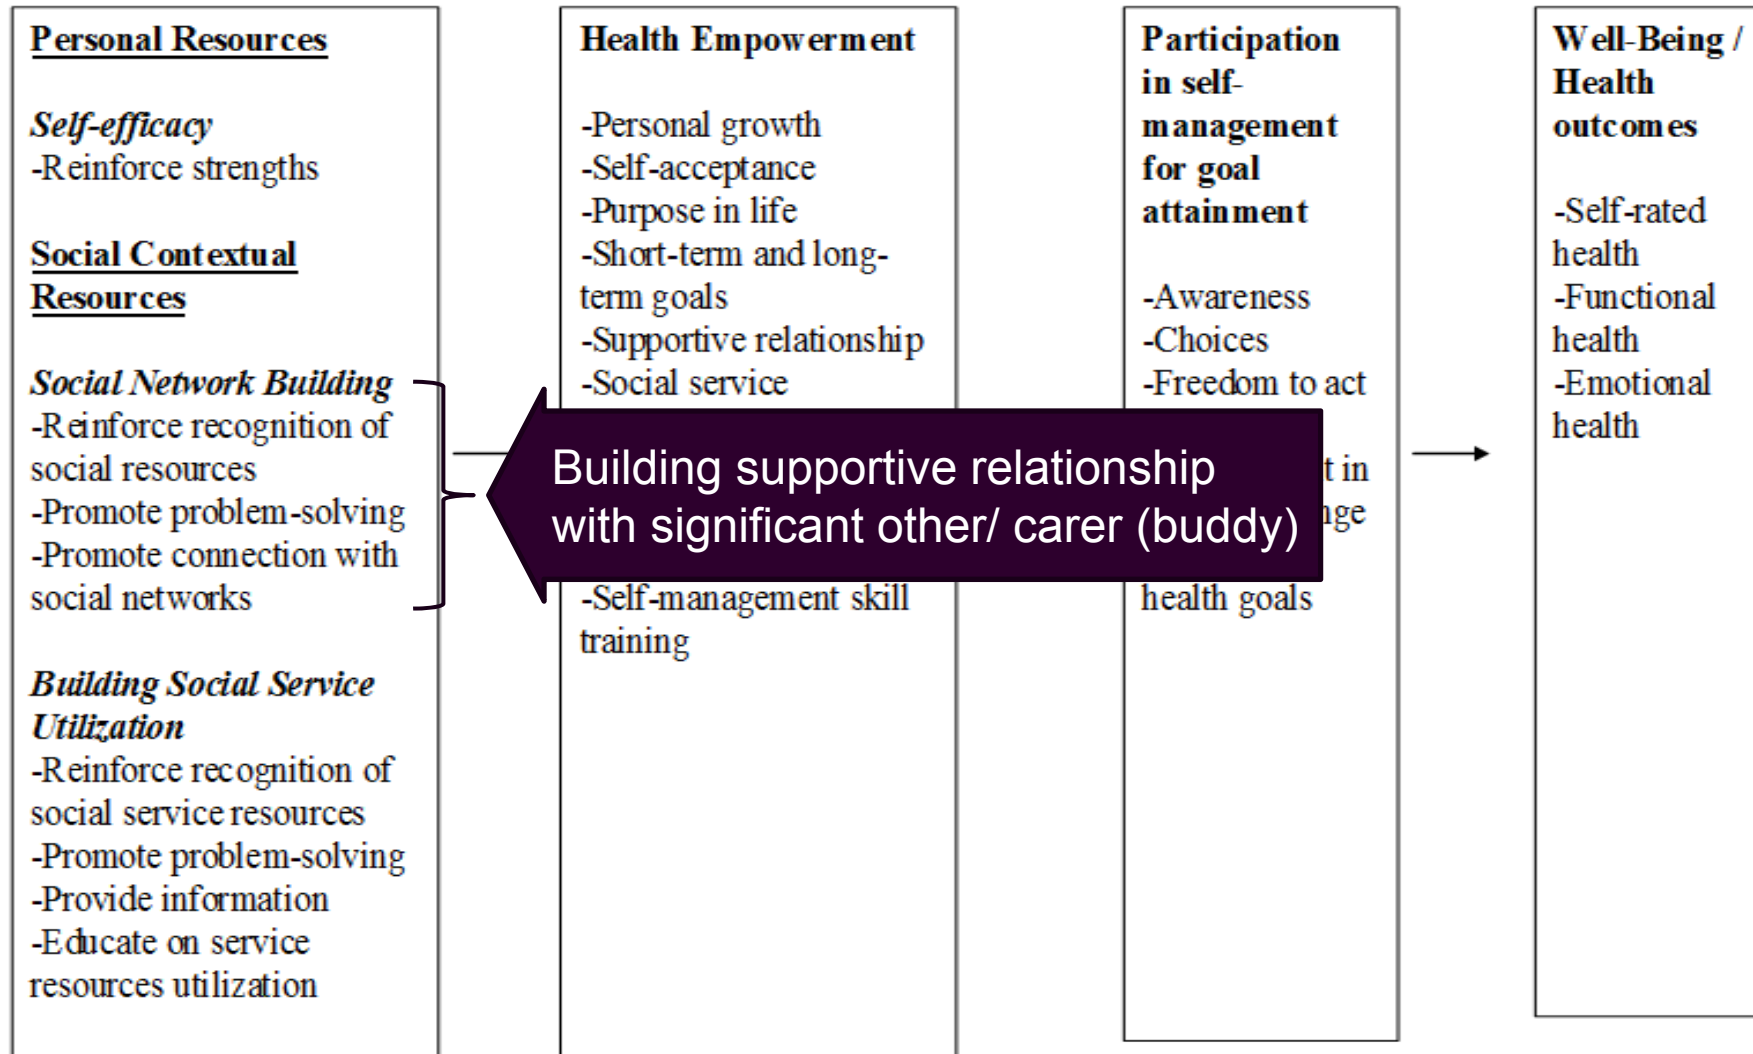 Personal Resources
Self-efficacy
-Reinforce strengths
Social Contextual
Resources
Social Network Building
-Reinforce recognition of
social resources
-Promote problem-solving
-Promote connection with
social networks
Building Social Service
Utilization
-Reinforce recognition of
social service resources
-Promote problem-solving
-Provide information
-Educate on service
resources utilization
Health Empowerment
-Personal growth
-Self-acceptance
-Purpose in life
-Short-term and long-
term goals
-Supportive relationship
-Social service
-Self-management skill
training
Building supportive relationship
with significant other/ carer (buddy)
Participation
in self-
management
for goal
attainment
-Awareness
-Choices
-Freedom to act
in
health goals
Well-Being /
Health
outcomes
-Self-rated
health
-Functional
health
-Emotional
health